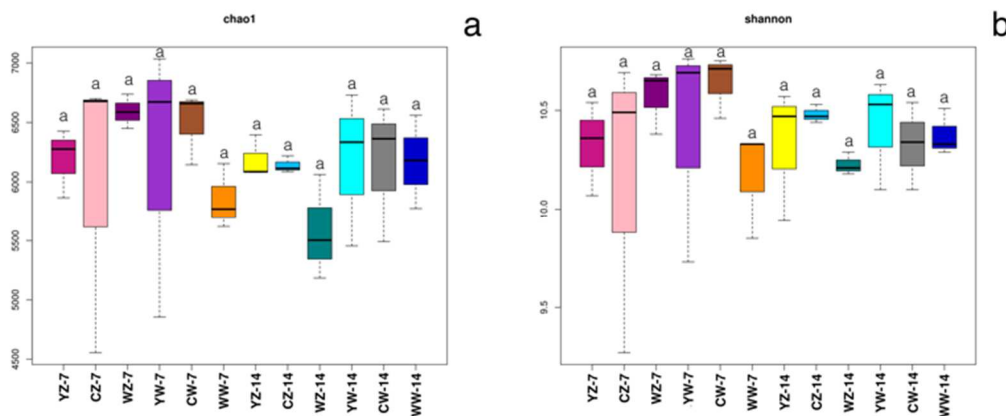 chao1
a
7000
6500
6000
5500
5000
4500
a a a a a a a a a a a a
YZ-7 CZ-7 WZ-7 YW-7 CW-7 WW-7 YZ-14 CZ-14 WZ-14 YW-14 CW-14 WW-14
shannon
b
10.5
10.0
9.5
a a a a a a a a a a a a
YZ-7 CZ-7 WZ-7 YW-7 CW-7 WW-7 YZ-14 CZ-14 WZ-14 YW-14 CW-14 WW-14